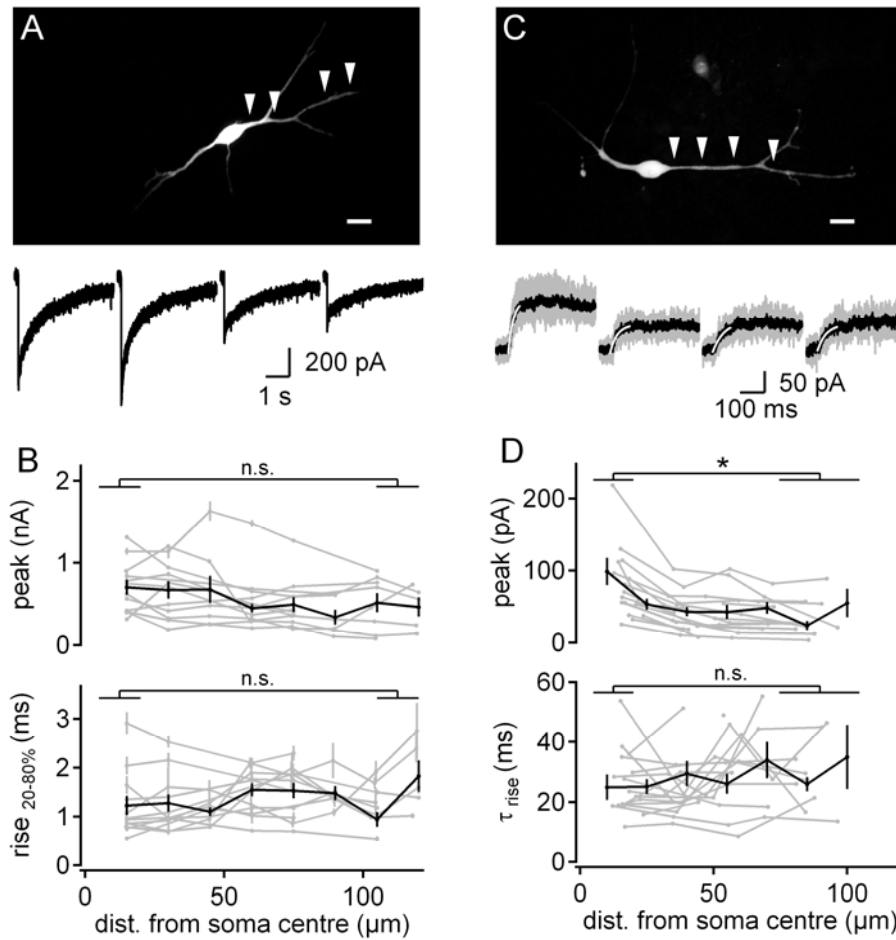 A
C
200 pA
1 s
50 pA
100 ms
B
n.s.
2
1
0
peak (nA)
n.s.
3
2
1
0
rise 20-80% (ms)
0
50
100
dist. from soma centre (µm)
D
*
200
100
0
peak (pA)
n.s.
60
40
20
0
τ rise (ms)
0
50
100
dist. from soma centre (µm)